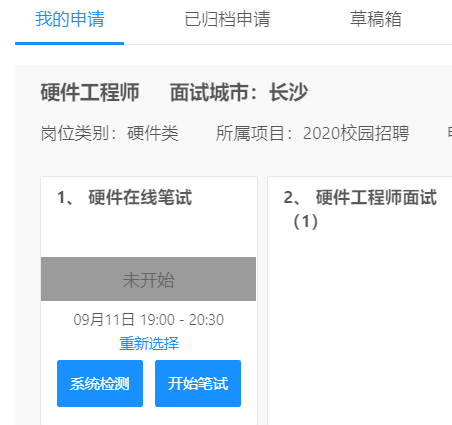 我的申请 已归档申请 草稿箱
硬件工程师 面试城市：长沙
岗位类别：硬件类 所属项目：2020校园招聘
1、 硬件在线笔试
2、 硬件工程师面试
（1）
未开始
09月11日 19:00 - 20:30
重新选择
系统检测 开始笔试